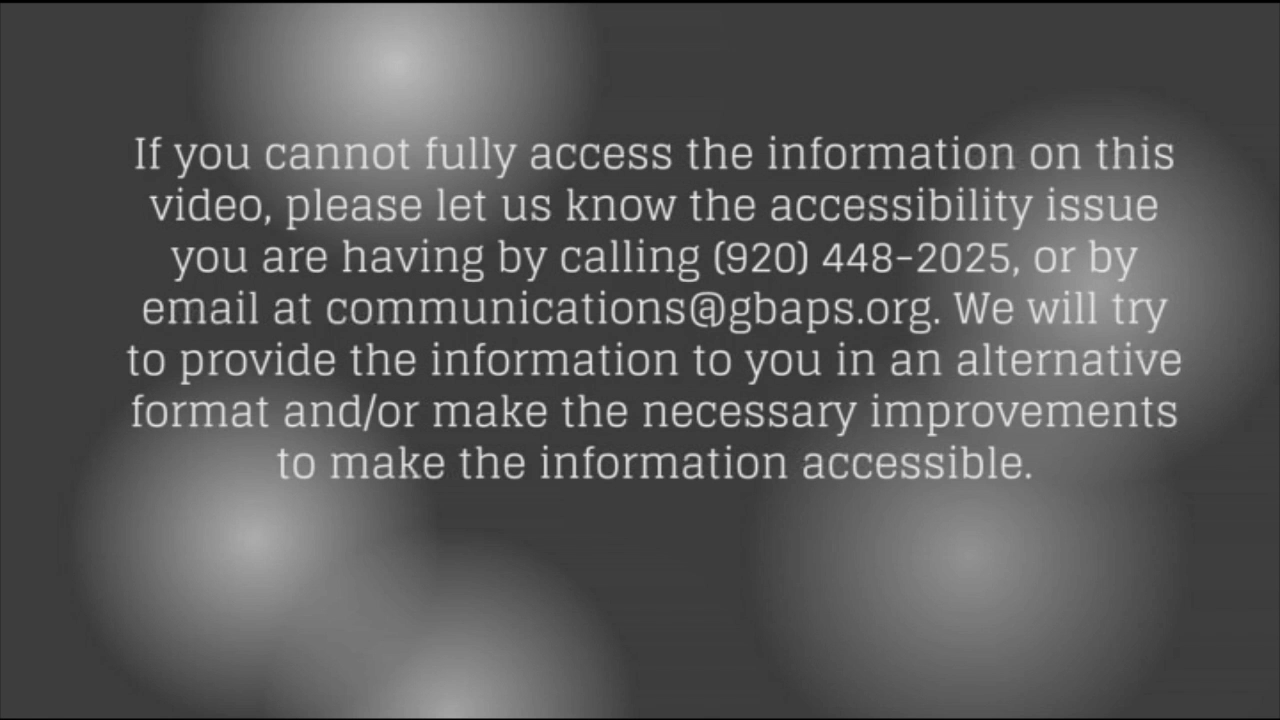 If you cannot fully access the information on this
video, please let us know the accessibility issue
you are having by calling (920) 448-2025, or by
email at communications@gbaps.org. We will try
to provide the information to you in an alternative
format and/or make the necessary improvements
to make the information accessible.